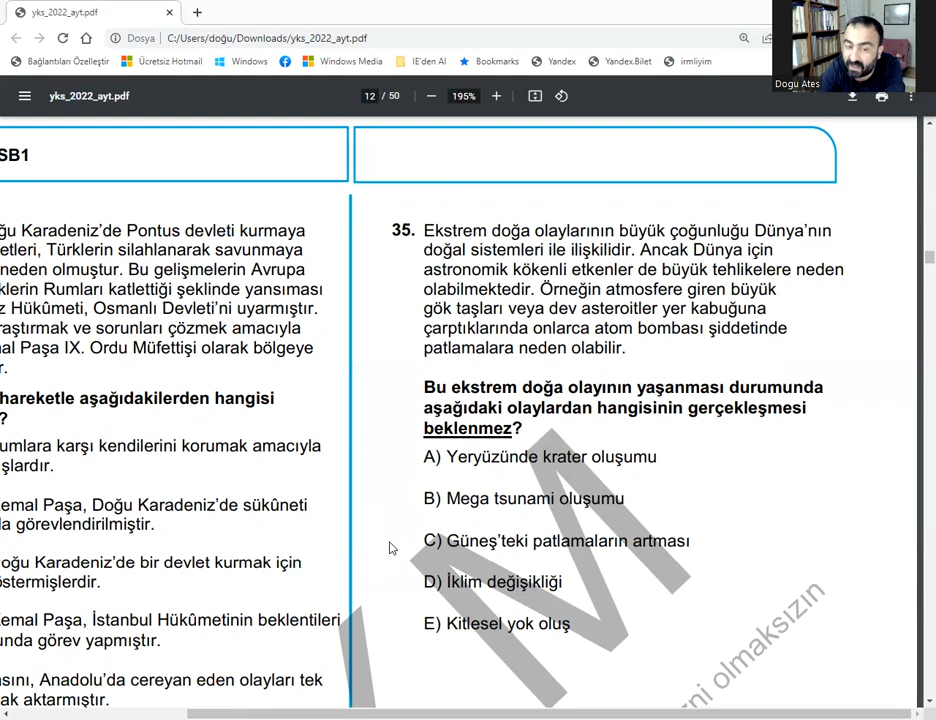 yks_2022_ayt.pdf
Dosya | C:/Users/doğu/Downloads/yks_2022_ayt.pdf
Bağlantıları Özelleştir Ücretsiz Hotmail Windows Windows Media IE'den Al Bookmarks Yandex Yandex.Bilet irmliyim
Dogu Ates
yks_2022_ayt.pdf 12 / 50 195%
SB1
ğu Karadeniz'de Pontus devleti kurmaya
etleri, Türklerin silahlanarak savunmaya
neden olmuştur. Bu gelişmelerin Avrupa
klerin Rumları katlettiği şeklinde yansıması
z Hükûmeti, Osmanlı Devleti'ni uyarmıştır.
raştırmak ve sorunları çözmek amacıyla
al Paşa IX. Ordu Müfettişi olarak bölgeye
r.
hareketle aşağıdakilerden hangisi
?
umlara karşı kendilerini korumak amacıyla
şlardır.
emal Paşa, Doğu Karadeniz'de sükûneti
la görevlendirilmiştir.
oğu Karadeniz'de bir devlet kurmak için
östermişlerdir.
emal Paşa, İstanbul Hükûmetinin beklentileri
unda görev yapmıştır.
asını, Anadolu'da cereyan eden olayları tek
ak aktarmıştır.
35. Ekstrem doğa olaylarının büyük çoğunluğu Dünya'nın
doğal sistemleri ile ilişkilidir. Ancak Dünya için
astronomik kökenli etkenler de büyük tehlikelere neden
olabilmektedir. Örneğin atmosfere giren büyük
gök taşları veya dev asteroitler yer kabuğuna
çarptıklarında onlarca atom bombası şiddetinde
patlamalara neden olabilir.
Bu ekstrem doğa olayının yaşanması durumunda
aşağıdaki olaylardan hangisinin gerçekleşmesi
beklenmez?
A) Yeryüzünde krater oluşumu
B) Mega tsunami oluşumu
C) Güneş'teki patlamaların artması
D) İklim değişikliği
E) Kitlesel yok oluş
YM
zni olmaksızın